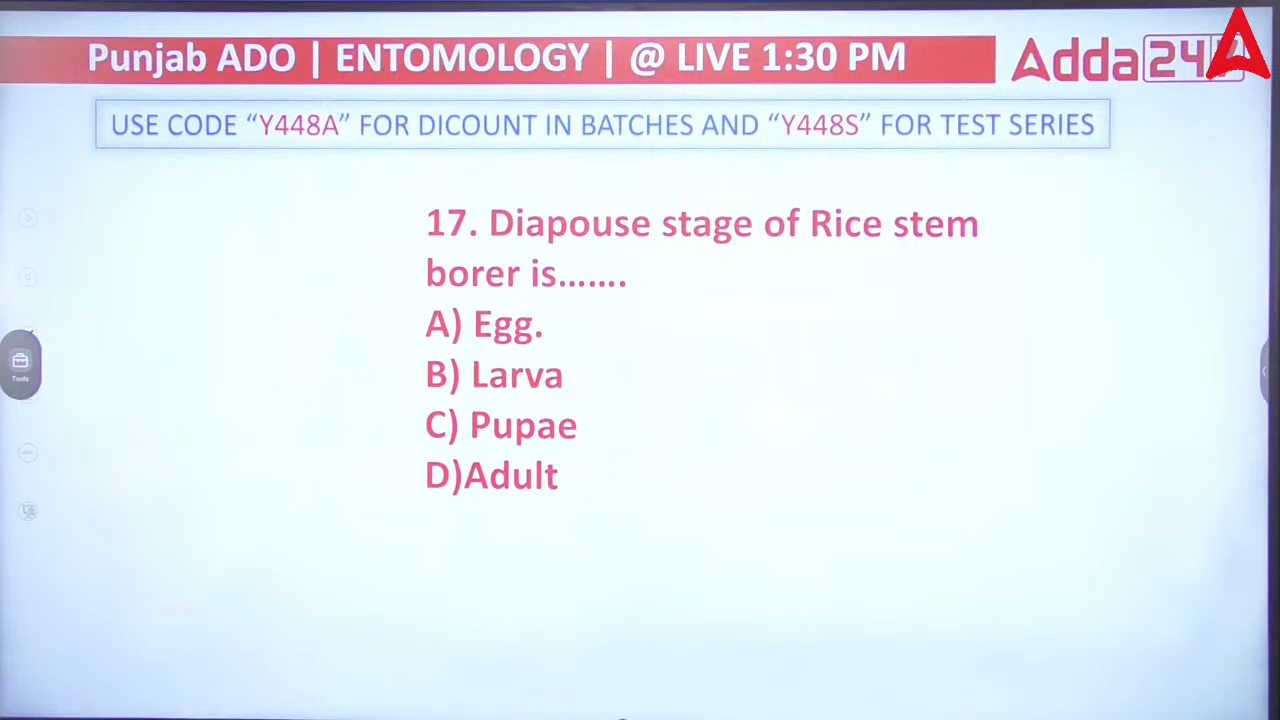 Punjab ADO | ENTOMOLOGY | @ LIVE 1:30 PM
Adda247
USE CODE “Y448A” FOR DICOUNT IN BATCHES AND “Y448S” FOR TEST SERIES
17. Diapouse stage of Rice stem
borer is.......
A) Egg.
B) Larva
C) Pupae
D)Adult
Tools